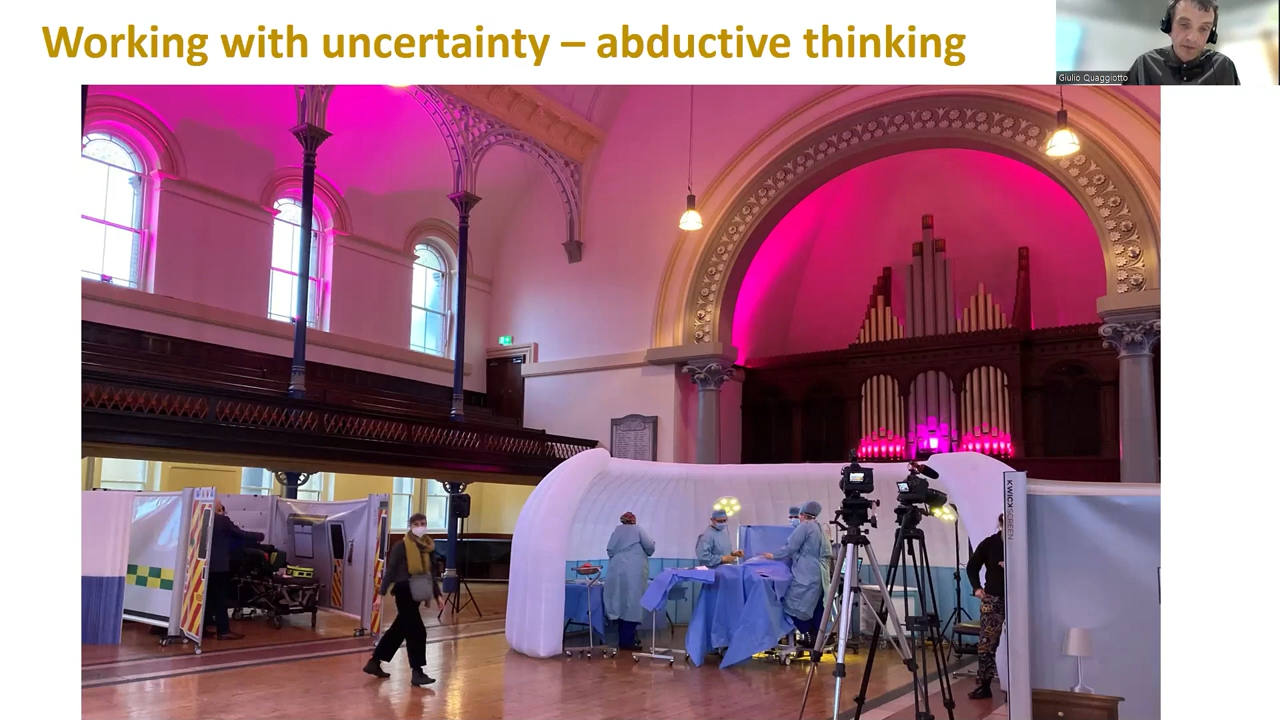 Working with uncertainty – abductive thinking
Giulio Quaggiotto
KWICKSCREEN